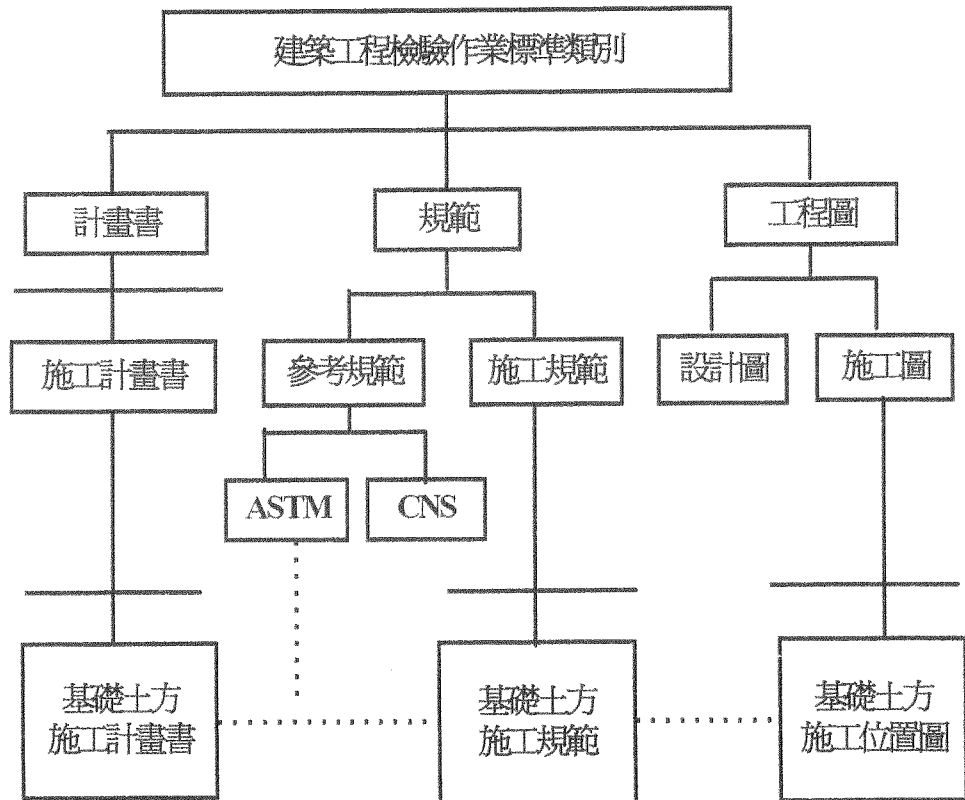 建築工程檢驗作業標準類別
計畫書
規範
工程圖
施工計畫書
參考規範
施工規範
設計圖
施工圖
ASTM
CNS
基礎土方
施工計畫書
基礎土方
施工規範
基礎土方
施工位置圖